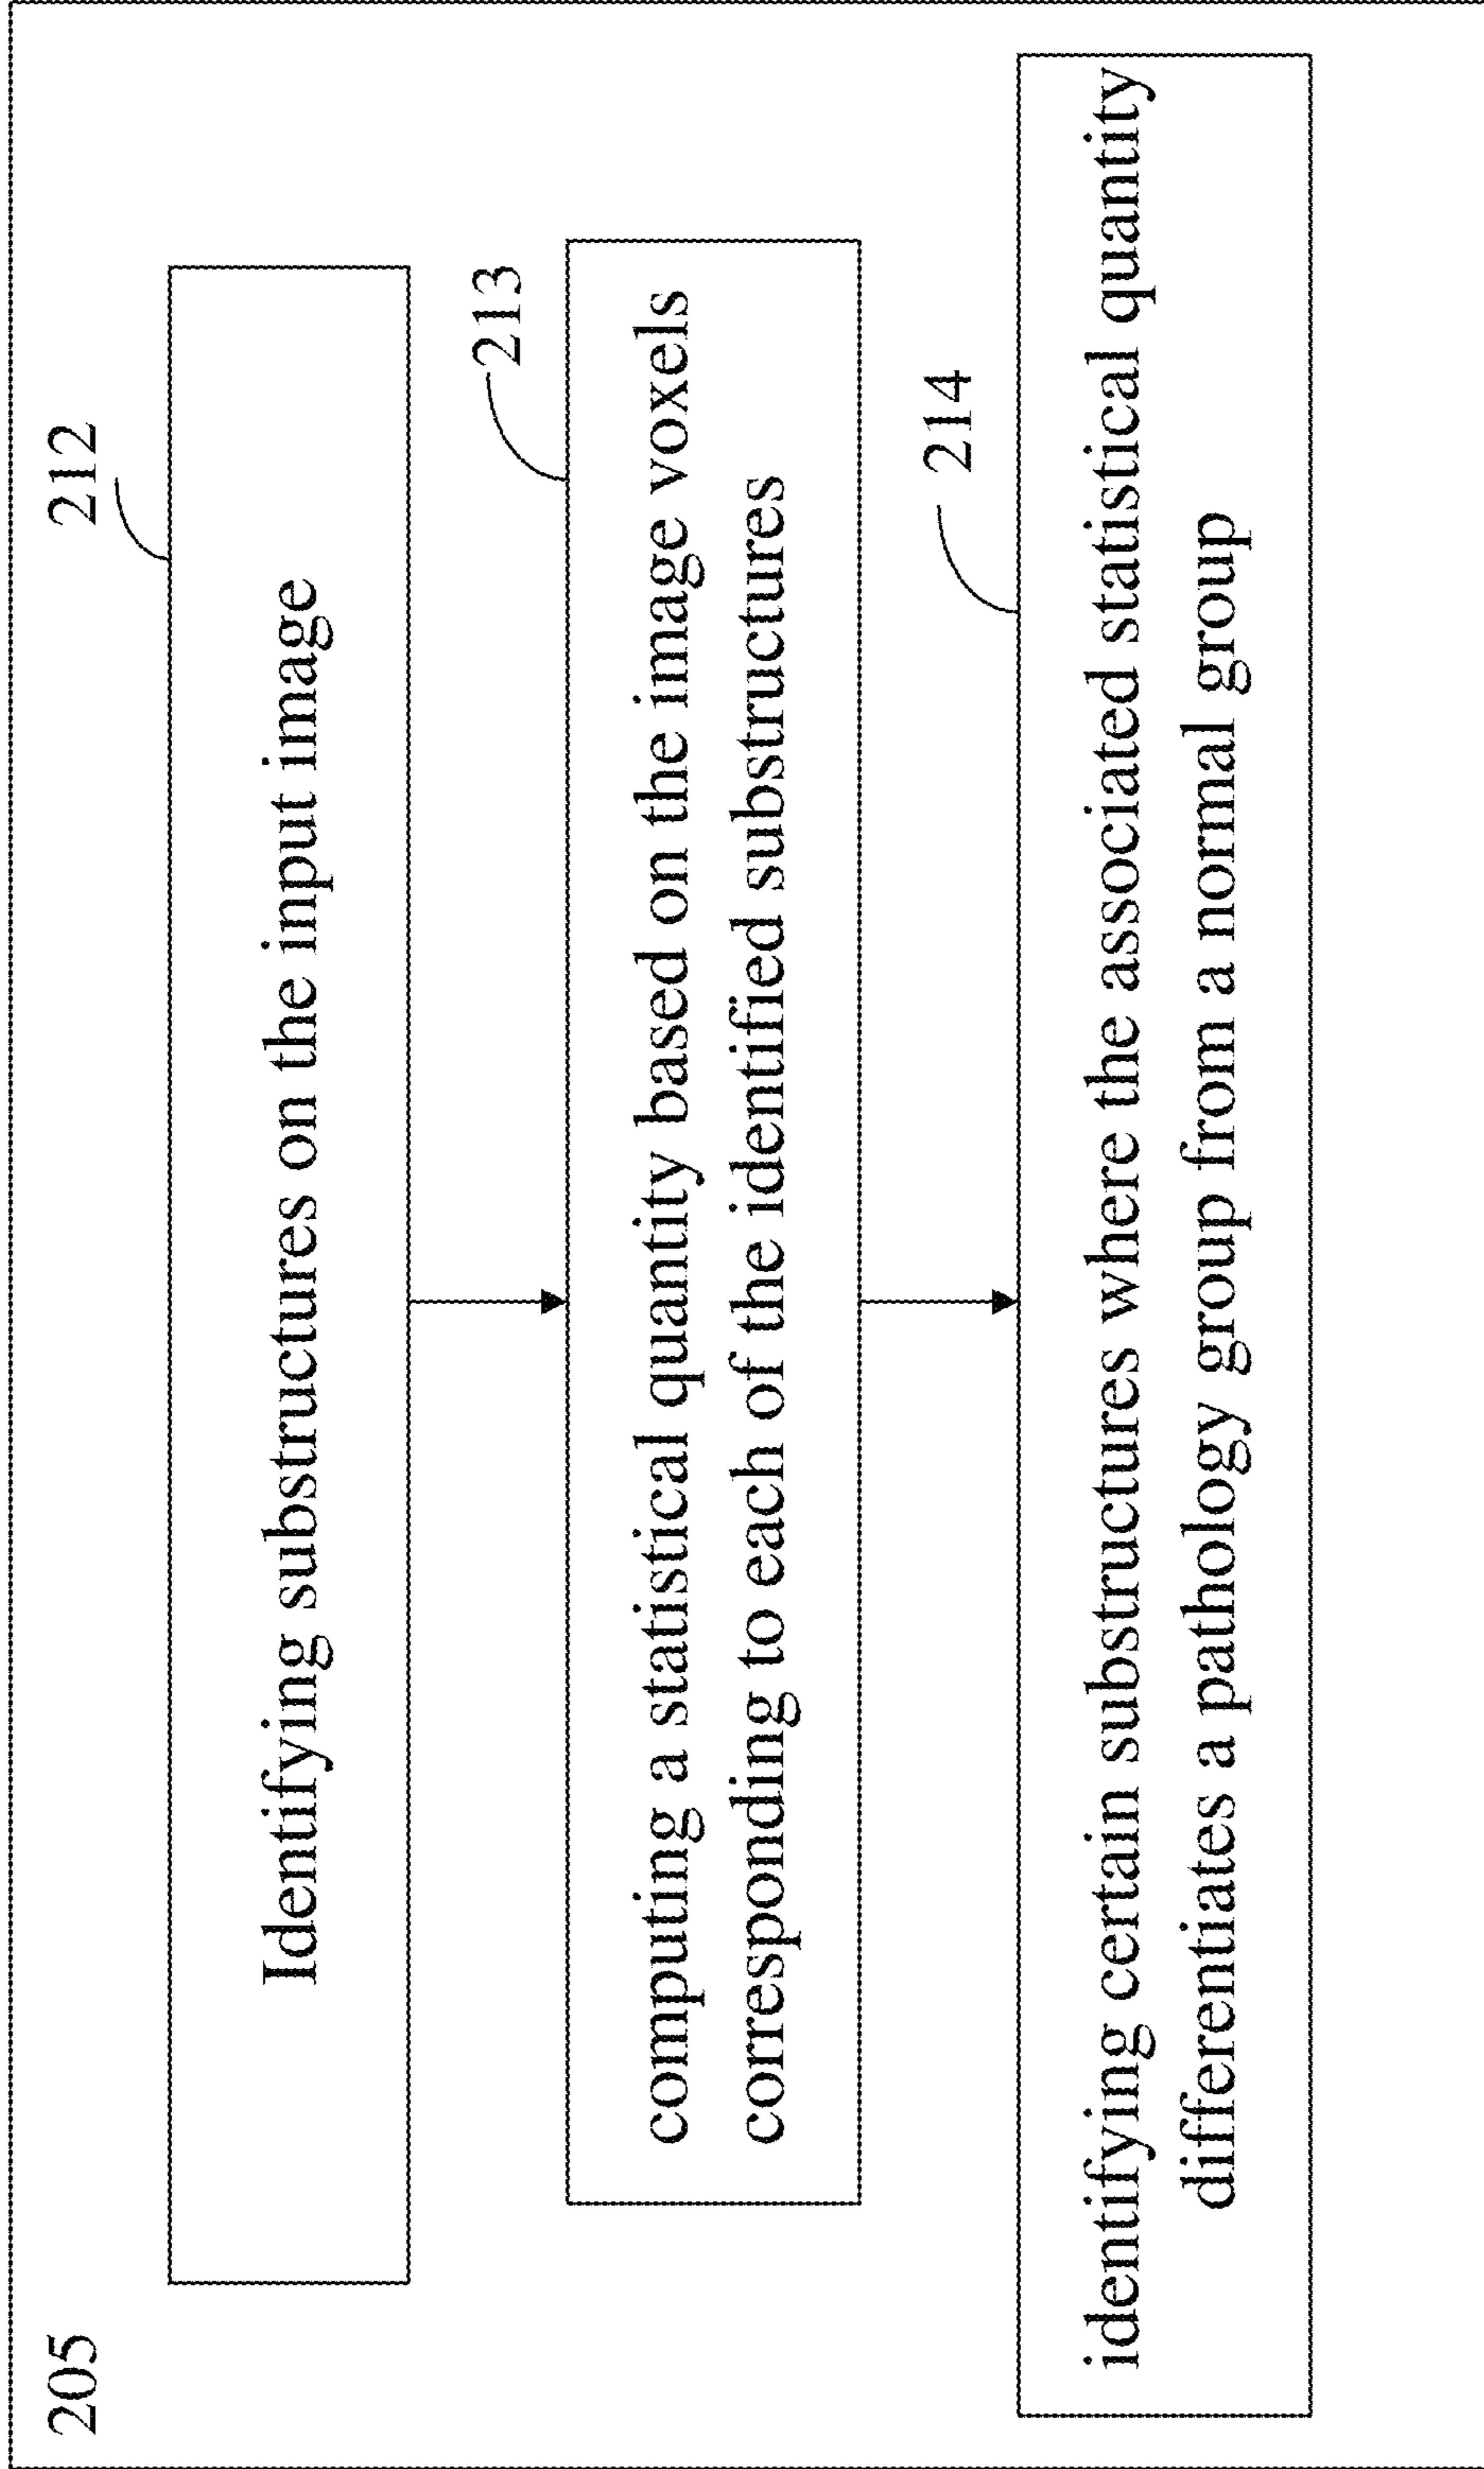 205
212
Identifying substructures on the input image
213
computing a statistical quantity based on the image voxels
corresponding to each of the identified substructures
214
identifying certain substructures where the associated statistical quantity
differentiates a pathology group from a normal group